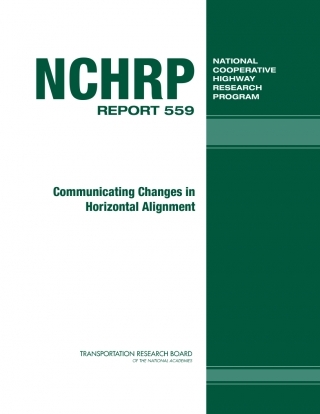 NCHRP
REPORT 559
NATIONAL
COOPERATIVE
HIGHWAY
RESEARCH
PROGRAM
Communicating Changes in
Horizontal Alignment
TRANSPORTATION RESEARCH BOARD
OF THE NATIONAL ACADEMIES